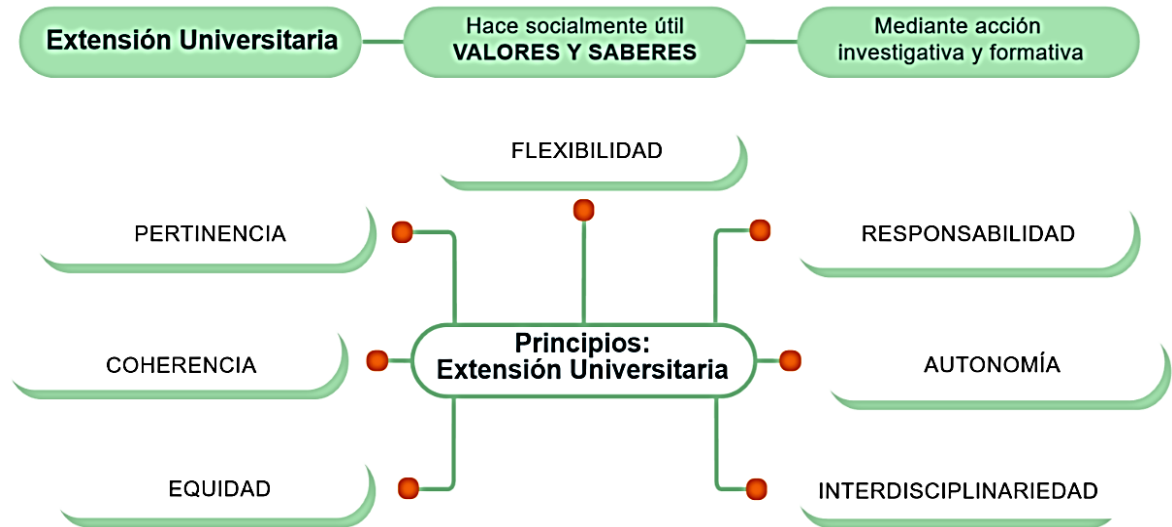 Extensión Universitaria
Hace socialmente útil
VALORES Y SABERES
Mediante acción
investigativa y formativa
FLEXIBILIDAD
PERTINENCIA
RESPONSABILIDAD
Principios:
Extensión Universitaria
COHERENCIA
AUTONOMÍA
EQUIDAD
INTERDISCIPLINARIEDAD